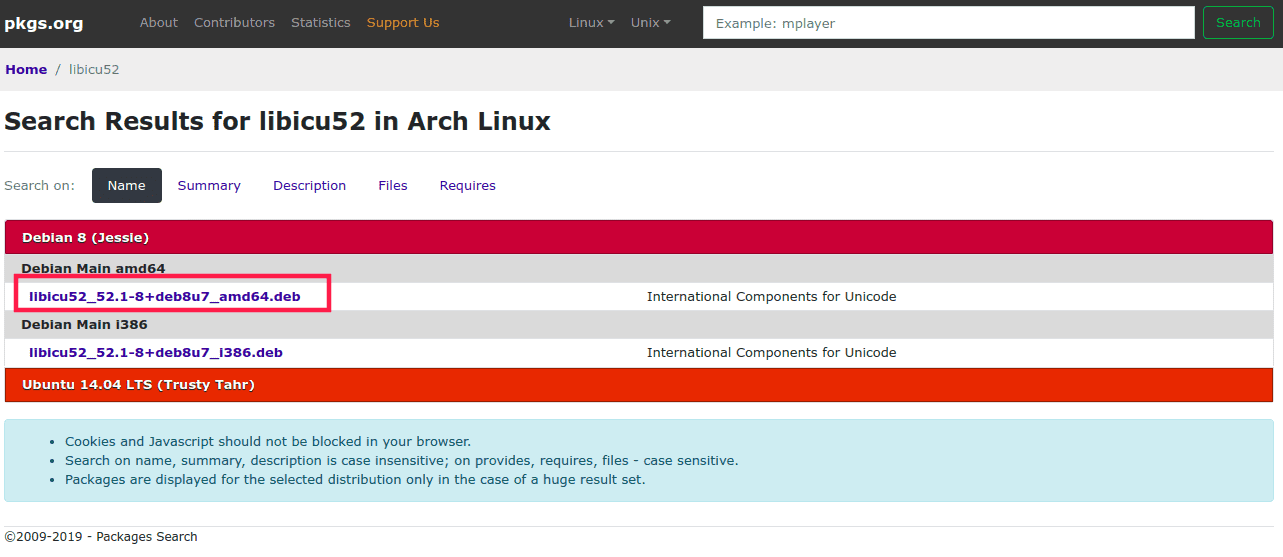 pkgs.org About Contributors Statistics Support Us Linux Unix Example: mplayer Search
Home / libicu52
Search Results for libicu52 in Arch Linux
Search on: Name Summary Description Files Requires
Debian 8 (Jessie)
Debian Main amd64
libicu52_52.1-8+deb8u7_amd64.deb International Components for Unicode
Debian Main i386
libicu52_52.1-8+deb8u7_i386.deb International Components for Unicode
Ubuntu 14.04 LTS (Trusty Tahr)
• Cookies and Javascript should not be blocked in your browser.
• Search on name, summary, description is case insensitive; on provides, requires, files - case sensitive.
• Packages are displayed for the selected distribution only in the case of a huge result set.
©2009-2019 - Packages Search